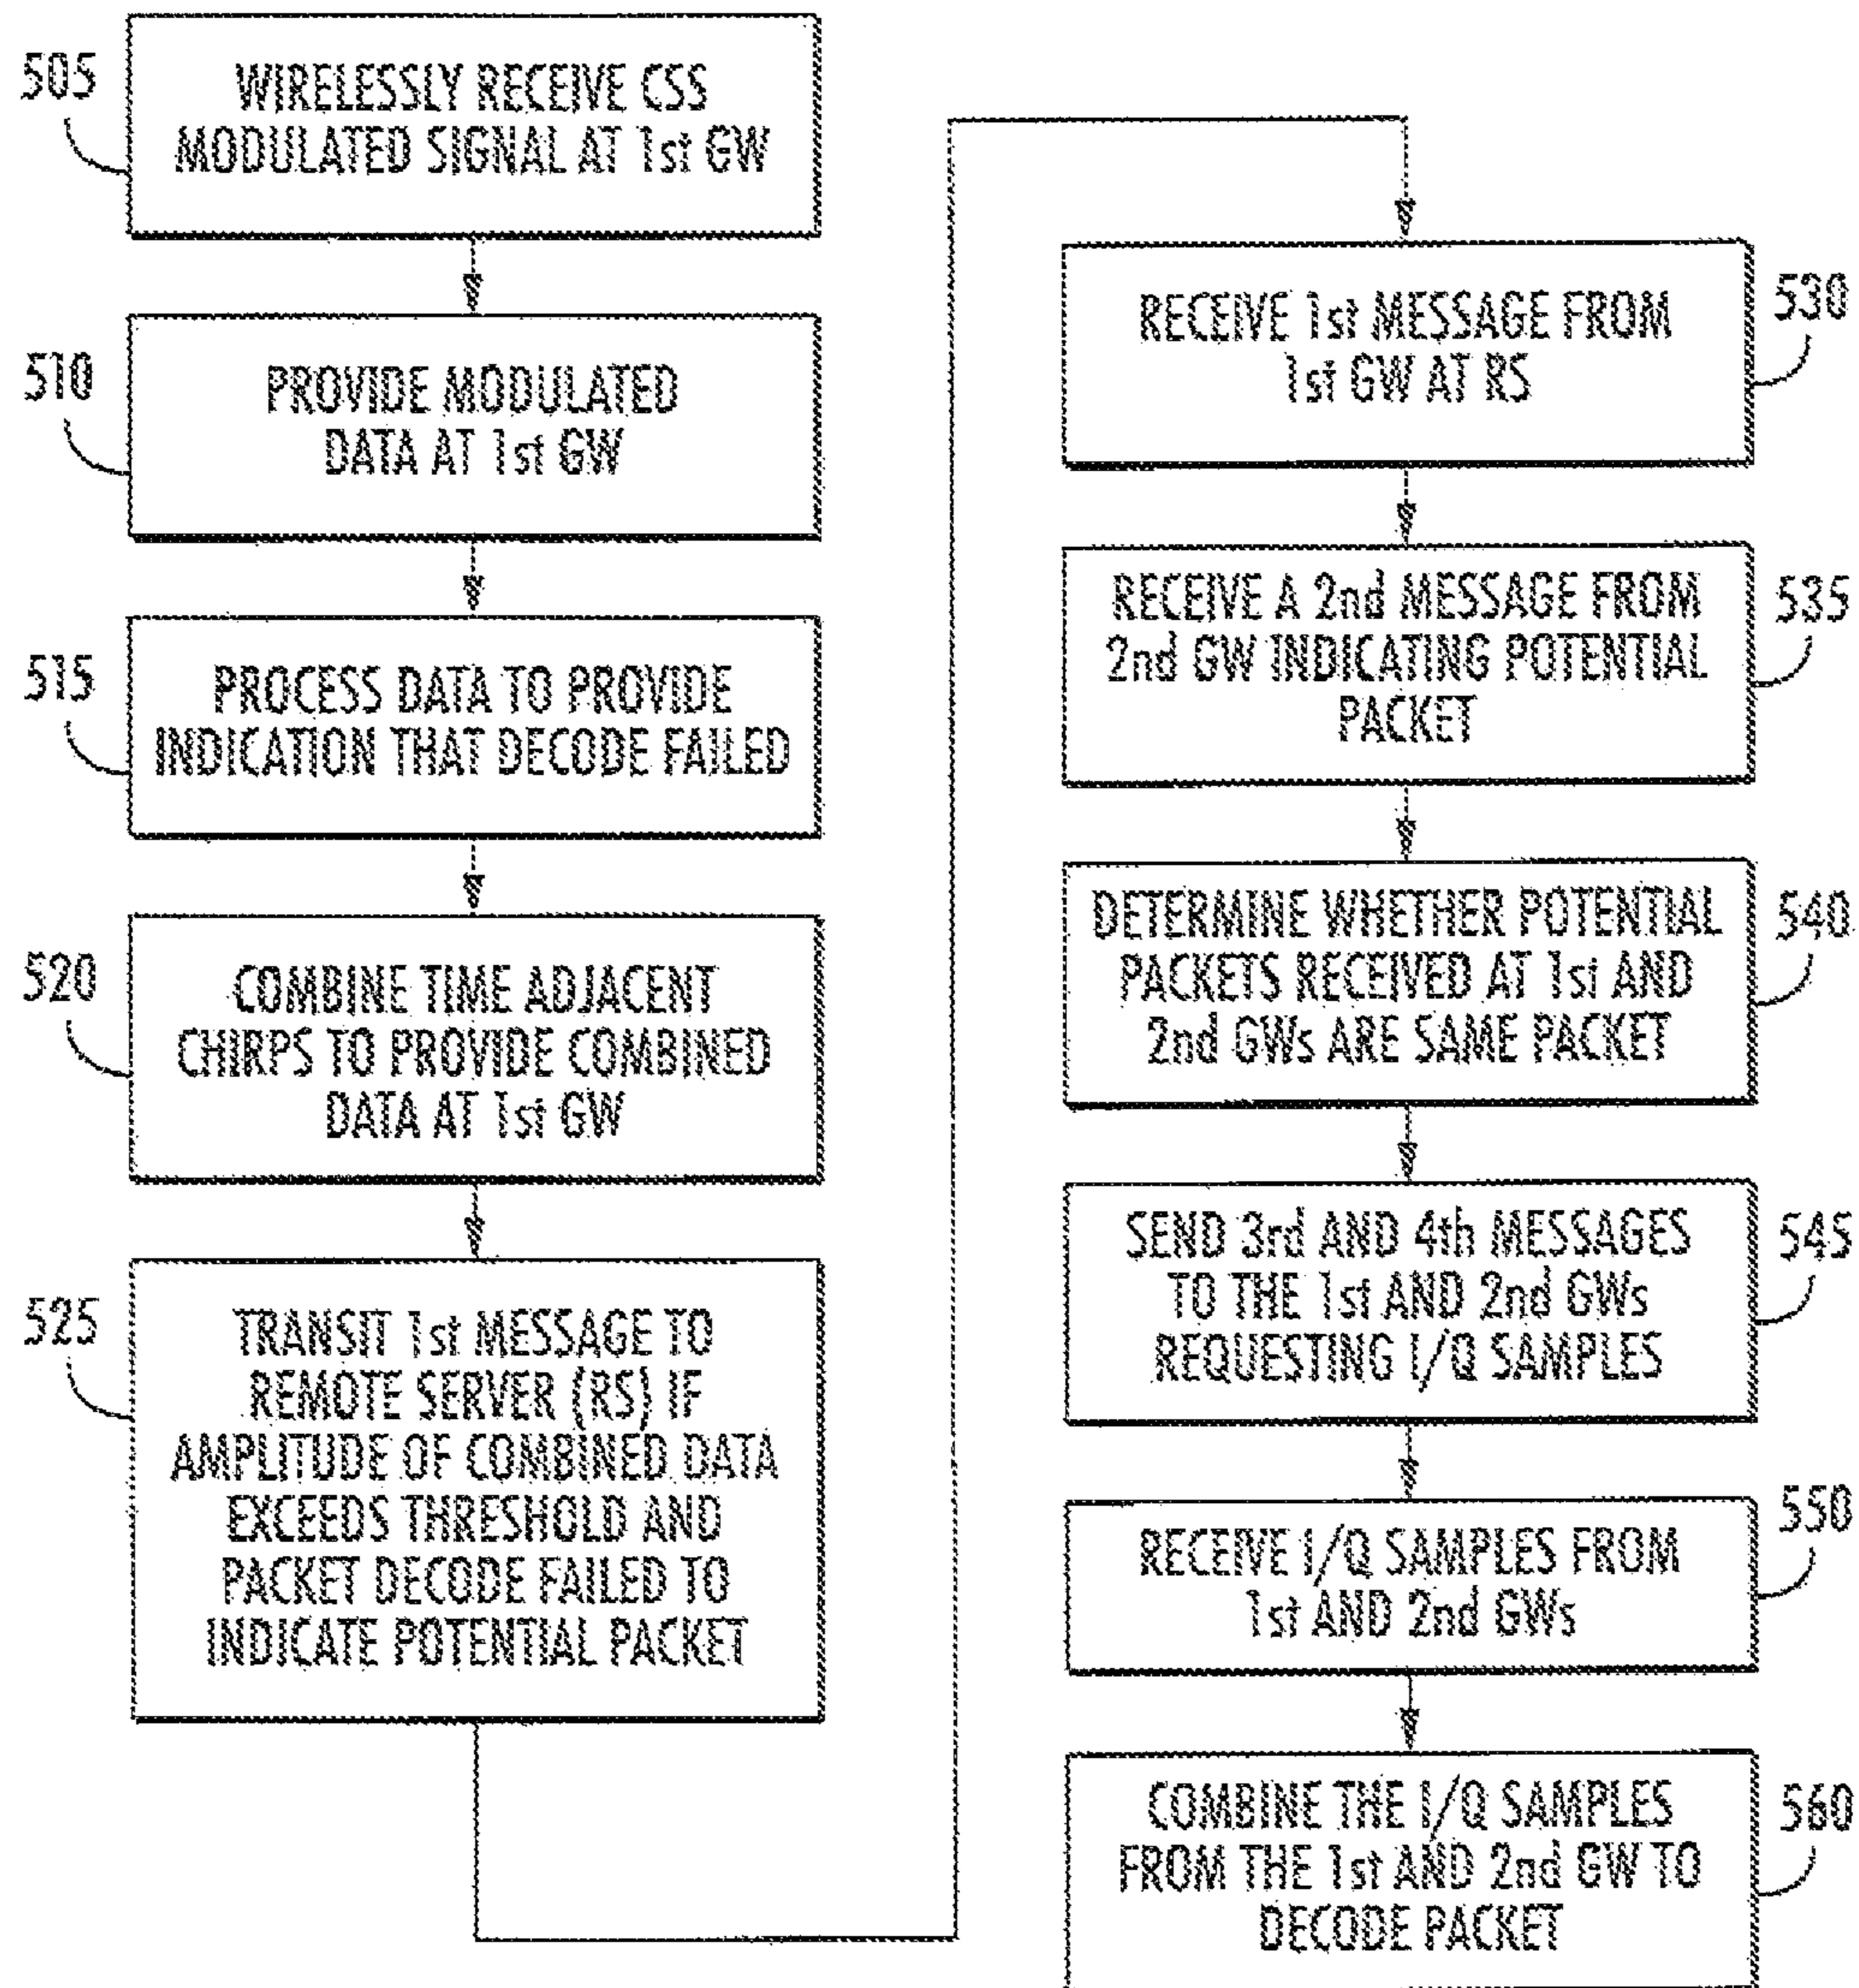 505
WIRELESSLY RECEIVE CSS
MODULATED SIGNAL AT 1st GW
510
PROVIDE MODULATED
DATA AT 1st GW
515
PROCESS DATA TO PROVIDE
INDICATION THAT DECODE FAILED
520
COMBINE TIME ADJACENT
CHIRPS TO PROVIDE COMBINED
DATA AT 1st GW
525
TRANSIT 1st MESSAGE TO
REMOTE SERVER (RS) IF
AMPLITUDE OF COMBINED DATA
EXCEEDS THRESHOLD AND
PACKET DECODE FAILED TO
INDICATE POTENTIAL PACKET
530
RECEIVE 1st MESSAGE FROM
1st GW AT RS
535
RECEIVE A 2nd MESSAGE FROM
2nd GW INDICATING POTENTIAL
PACKET
540
DETERMINE WHETHER POTENTIAL
PACKETS RECEIVED AT 1st AND
2nd GWs ARE SAME PACKET
545
SEND 3rd AND 4th MESSAGES
TO THE 1st AND 2nd GWs
REQUESTING I/Q SAMPLES
550
RECEIVE I/Q SAMPLES FROM
1st AND 2nd GWs
560
COMBINE THE I/Q SAMPLES
FROM THE 1st AND 2nd GW TO
DECODE PACKET